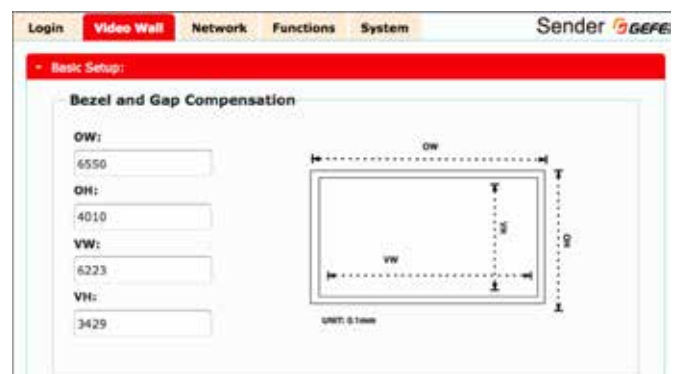 Login Video Wall Network Functions System Sender GEFE
Basic Setup:
Bezel and Gap Compensation
OW:
6550
OH:
4010
VW:
6223
VH:
3429
OW
VH
OH
VW
UNIT: 0.1mm